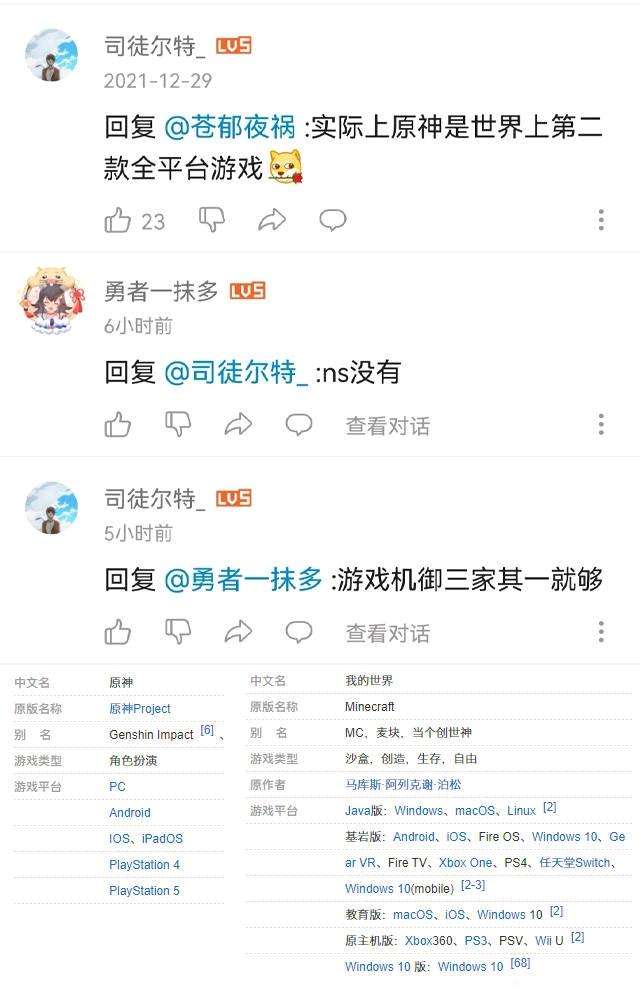 司徒尔特_ LV5
2021-12-29
回复 @苍郁夜祸 :实际上原神是世界上第二
款全平台游戏
23
勇者一抹多 LV5
6小时前
回复 @司徒尔特_ :ns没有
查看对话
司徒尔特_ LV5
5小时前
回复 @勇者一抹多 :游戏机御三家其一就够
查看对话
中文名 原神
原版名称 原神Project
别 名 Genshin Impact [6] 、
游戏类型 角色扮演
游戏平台 PC
Android
IOS、iPadOS
PlayStation 4
PlayStation 5
中文名 我的世界
原版名称 Minecraft
别 名 MC，麦块，当个创世神
游戏类型 沙盒，创造，生存，自由
原作者 马库斯·阿列克谢·泊松
游戏平台 Java版：Windows、macOS、Linux [2]
基岩版：Android、iOS、Fire OS、Windows 10、Ge
ar VR、Fire TV、Xbox One、PS4、任天堂Switch、
Windows 10(mobile) [2-3]
教育版：macOS、iOS、Windows 10 [2]
原主机版：Xbox360、PS3、PSV、Wii U [2]
Windows 10 版：Windows 10 [68]